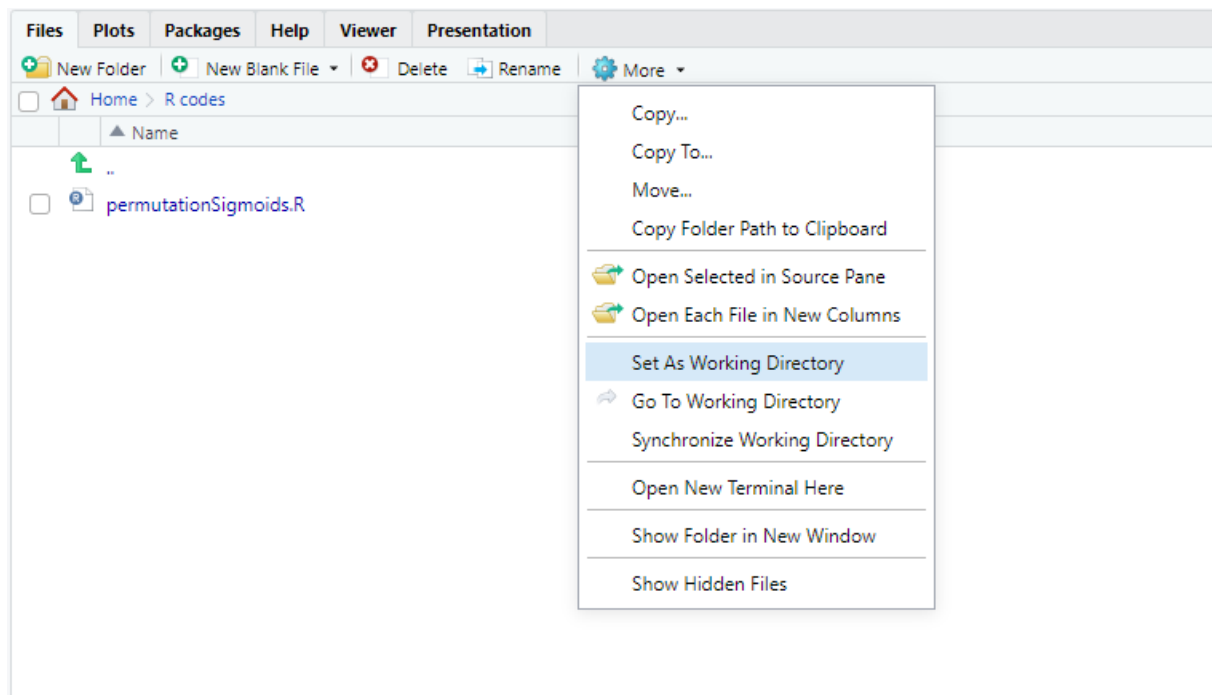 Files Plots Packages Help Viewer Presentation
New Folder New Blank File Delete Rename More
Home R codes
Name
..
permutationSigmoids.R
Copy...
Copy To...
Move...
Copy Folder Path to Clipboard
Open Selected in Source Pane
Open Each File in New Columns
Set As Working Directory
Go To Working Directory
Synchronize Working Directory
Open New Terminal Here
Show Folder in New Window
Show Hidden Files